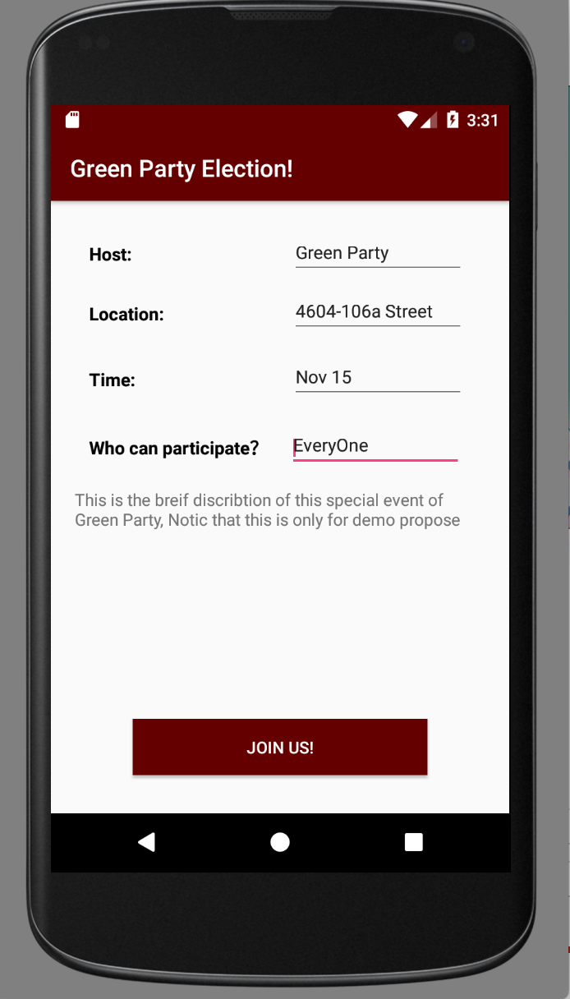 3:31
Green Party Election!
Host: Green Party
Location: 4604-106a Street
Time: Nov 15
Who can participate? EveryOne
This is the breif discribtion of this special event of
Green Party, Notic that this is only for demo propose
JOIN US!